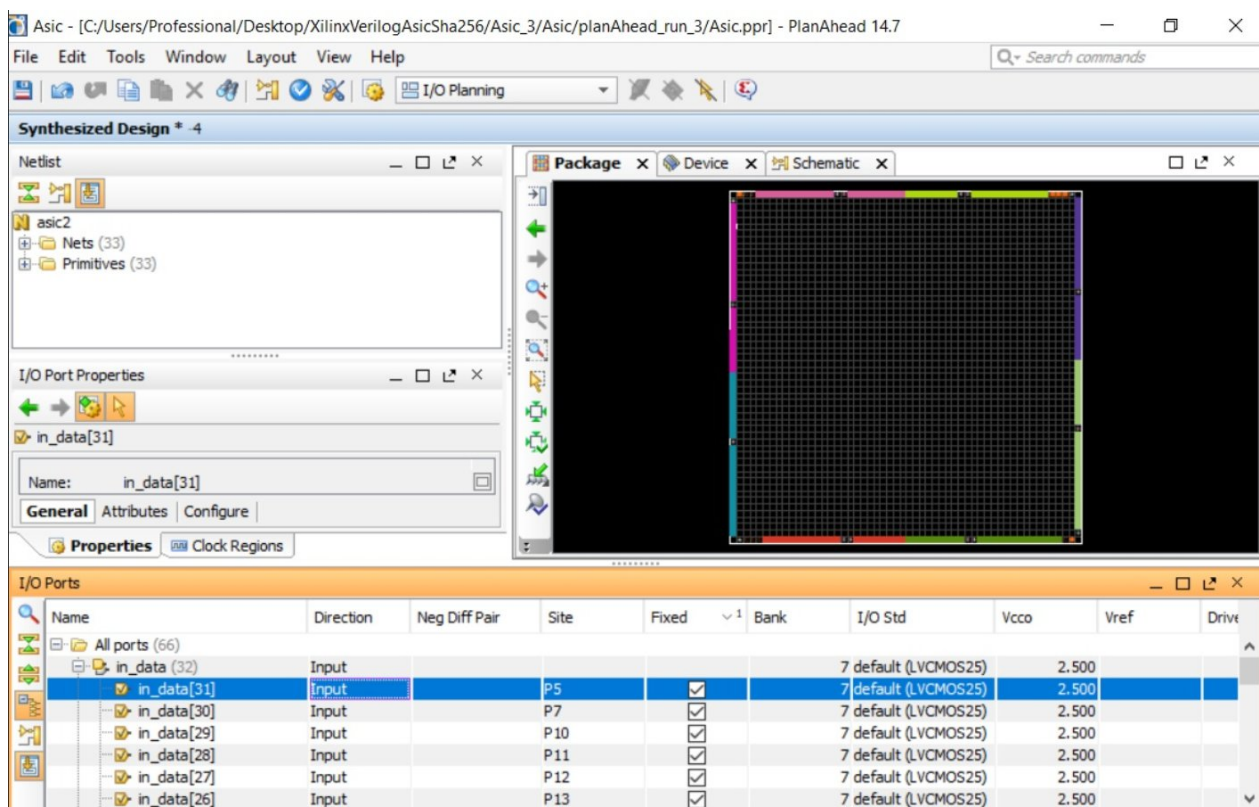 Asic - [C:/Users/Professional/Desktop/XilinxVerilogAsicSha256/Asic_3/Asic/planAhead_run_3/Asic.ppr] - PlanAhead 14.7
File Edit Tools Window Layout View Help
Search commands
I/O Planning
Synthesized Design * -4
Netlist
asic2
Nets (33)
Primitives (33)
I/O Port Properties
in_data[31]
Name: in_data[31]
General Attributes Configure
Properties Clock Regions
Package Device Schematic
I/O Ports
Name Direction Neg Diff Pair Site Fixed 1 Bank I/O Std Vcco Vref Drive
All ports (66)
in_data (32) Input 7 default (LVCMOS25) 2.500
in_data[31] Input P5 7 default (LVCMOS25) 2.500
in_data[30] Input P7 7 default (LVCMOS25) 2.500
in_data[29] Input P10 7 default (LVCMOS25) 2.500
in_data[28] Input P11 7 default (LVCMOS25) 2.500
in_data[27] Input P12 7 default (LVCMOS25) 2.500
in_data[26] Input P13 7 default (LVCMOS25) 2.500